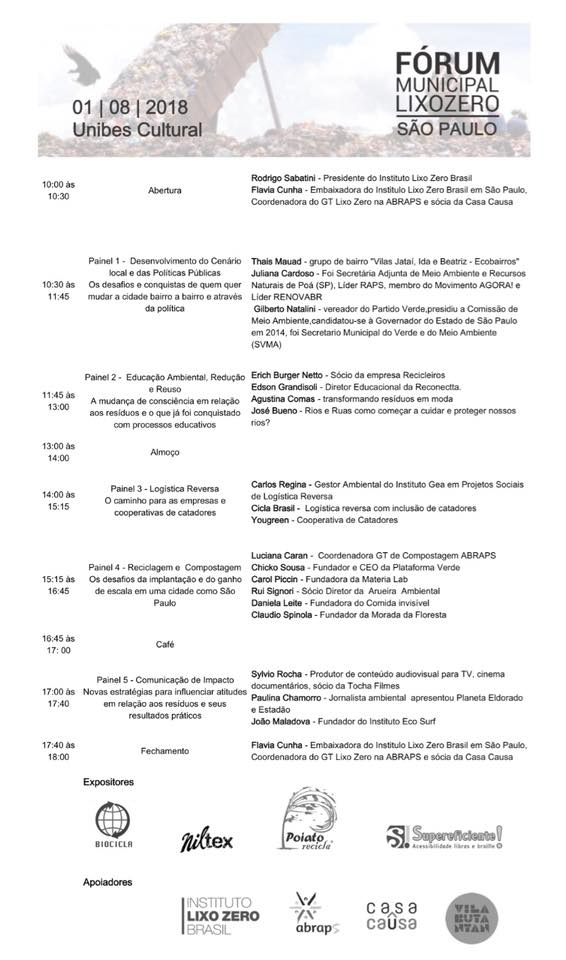 FÓRUM
MUNICIPAL
LIXOZERO
SÃO PAULO
01 | 08 | 2018
Unibes Cultural
10:00 às
10:30
Abertura
Rodrigo Sabatini - Presidente do Instituto Lixo Zero Brasil
Flavia Cunha - Embaixadora do Institulo Lixo Zero Brasil em São Paulo,
Coordenadora do GT Lixo Zero na ABRAPS e sócia da Casa Causa
10:30 às
11:45
Painel 1 - Desenvolvimento do Cenário
local e das Políticas Públicas
Os desafios e conquistas de quem quer
mudar a cidade bairro a bairro e através
da política
Thais Mauad - grupo de bairro "Vilas Jataí, Ida e Beatriz - Ecobairros"
Juliana Cardoso - Foi Secretária Adjunta de Meio Ambiente e Recursos
Naturais de Poá (SP), Líder RAPS, membro do Movimento AGORA! e
Líder RENOVABR
Gilberto Natalini - vereador do Partido Verde,presidiu a Comissão de
Meio Ambiente,candidatou-se à Governador do Estado de São Paulo
em 2014, foi Secretario Municipal do Verde e do Meio Ambiente
(SVMA)
11:45 às
13:00
Painel 2 - Educação Ambiental, Redução
e Reuso
A mudança de consciência em relação
aos resíduos e o que já foi conquistado
com processos educativos
Erich Burger Netto - Sócio da empresa Recicleiros
Edson Grandisoli - Diretor Educacional da Reconectta.
Agustina Comas - transformando resíduos em moda
José Bueno - Rios e Ruas como começar a cuidar e proteger nossos
rios?
13:00 às
14:00
Almoço
14:00 às
15:15
Painel 3 - Logística Reversa
O caminho para as empresas e
cooperativas de catadores
Carlos Regina - Gestor Ambiental do Instituto Gea em Projetos Sociais
de Logística Reversa
Cicla Brasil - Logística reversa com inclusão de catadores
Yougreen - Cooperativa de Catadores
15:15 às
16:45
Painel 4 - Reciclagem e Compostagem
Os desafios da implantação e do ganho
de escala em uma cidade como São
Paulo
Luciana Caran - Coordenadora GT de Compostagem ABRAPS
Chicko Sousa - Fundador e CEO da Plataforma Verde
Carol Piccin - Fundadora da Materia Lab
Rui Signori - Sócio Diretor da Arueira Ambiental
Daniela Leite - Fundadora do Comida invisível
Claudio Spinola - Fundador da Morada da Floresta
16:45 às
17: 00
Café
17:00 às
17:40
Painel 5 - Comunicação de Impacto
Novas estratégias para influenciar atitudes
em relação aos resíduos e seus
resultados práticos
Sylvio Rocha - Produtor de conteúdo audiovisual para TV, cinema
documentários, sócio da Tocha Filmes
Paulina Chamorro - Jornalista ambiental apresentou Planeta Eldorado
e Estadão
João Maladova - Fundador do Instituto Eco Surf
17:40 às
18:00
Fechamento
Flavia Cunha - Embaixadora do Institulo Lixo Zero Brasil em São Paulo,
Coordenadora do GT Lixo Zero na ABRAPS e sócia da Casa Causa
Expositores
BIOCICLA
niltex
Poiato
recicla
S! Supereficiente!
Acessibilidade libras e braille
Apoiadores
INSTITUTO
LIXO ZERO
BRASIL
abraps
casa
causa
VILA
BUTA
NTAN